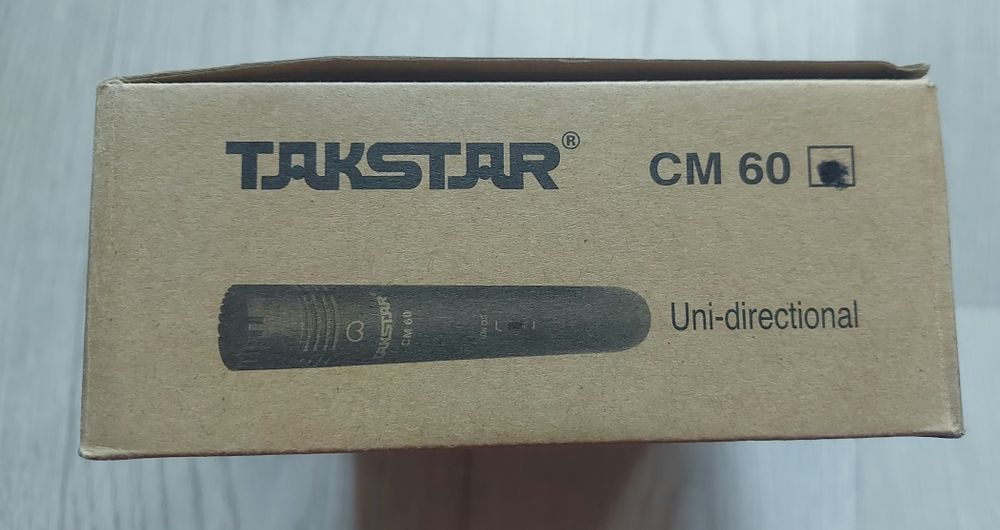 TAKSTAR®
CM 60
TAKSTAR
CM 60
Uni-directional